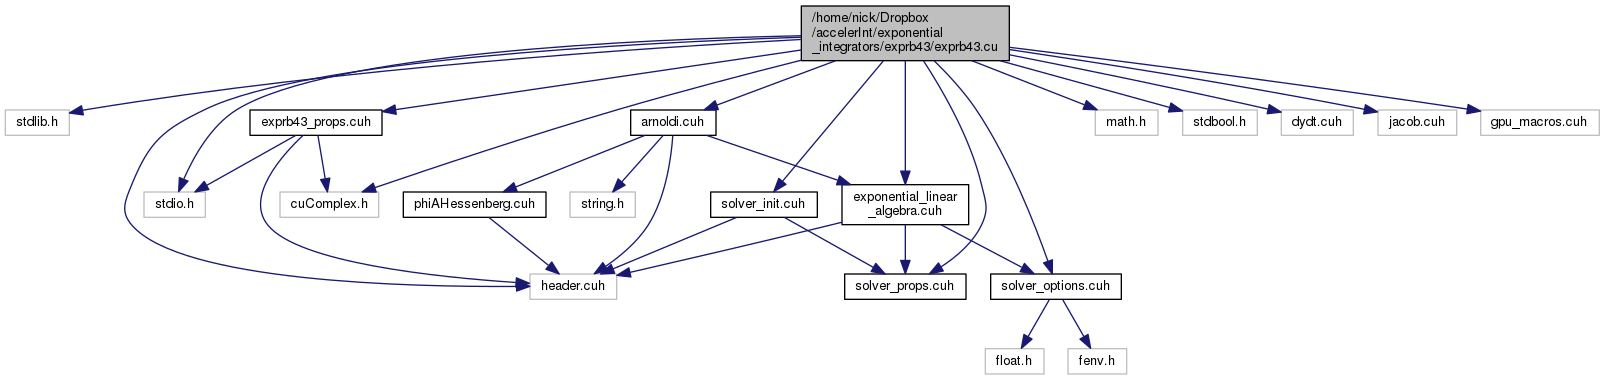 /home/nick/Dropbox
/accelerInt/exponential
_integrators/exprb43/exprb43.cu
stdlib.h
exprb43_props.cuh
arnoldi.cuh
math.h
stdbool.h
dydt.cuh
jacob.cuh
gpu_macros.cuh
stdio.h
cuComplex.h
phiAHessenberg.cuh
string.h
solver_init.cuh
exponential_linear
_algebra.cuh
header.cuh
solver_props.cuh
solver_options.cuh
float.h
fenv.h